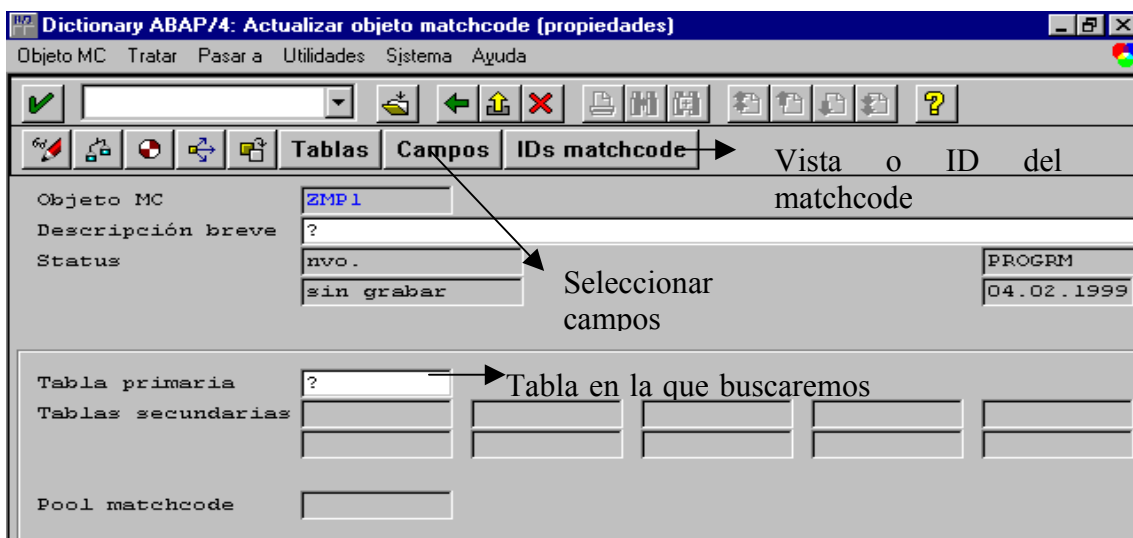 Dictionary ABAP/4: Actualizar objeto matchcode (propiedades)
Objeto MC Tratar Pasar a Utilidades Sistema Ayuda
Tablas Campos IDs matchcode
Vista o ID del
matchcode
Objeto MC ZMP1
Descripción breve ?
Status nvo. PROGRM
sin grabar 04.02.1999
Seleccionar
campos
Tabla primaria ?
Tabla en la que buscaremos
Tablas secundarias
Pool matchcode